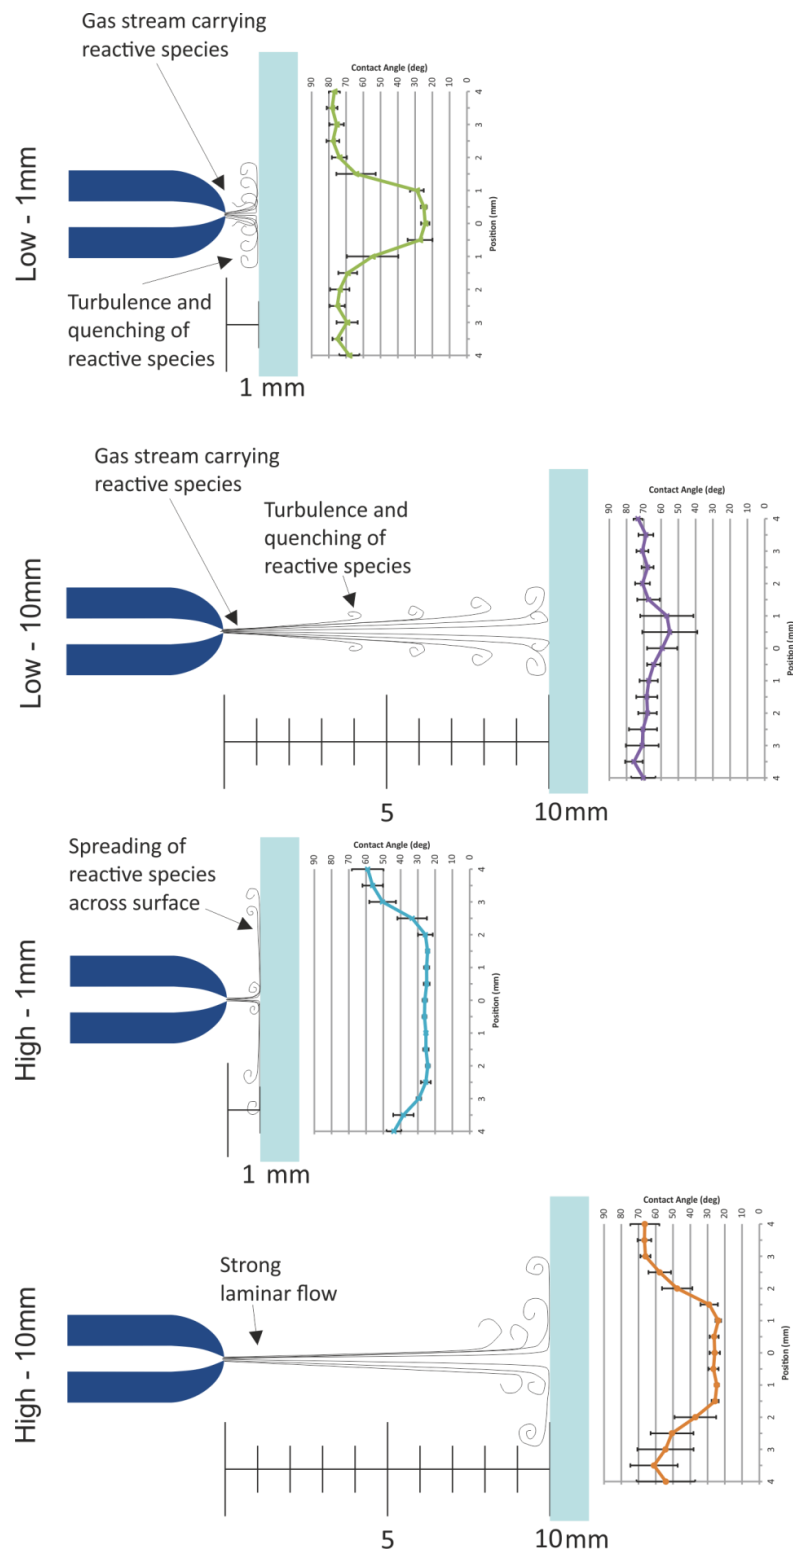 Gas stream carrying
reactive species
Low - 1mm
Turbulence and
quenching of
reactive species
1 mm
Contact Angle (deg)
90 80 70 60 50 40 30 20 10 0
4
3
2
1
0
1
2
3
4
Position (mm)
Gas stream carrying
reactive species
Turbulence and
quenching of
reactive species
Low - 10mm
5
10mm
Contact Angle (deg)
90 80 70 60 50 40 30 20 10 0
4
3
2
1
0
1
2
3
4
Position (mm)
Spreading of
reactive species
across surface
High - 1mm
1 mm
Contact Angle (deg)
90 80 70 60 50 40 30 20 10 0
4
3
2
1
0
1
2
3
4
Position (mm)
Strong
laminar flow
High - 10mm
5
10mm
Contact Angle (deg)
90 80 70 60 50 40 30 20 10 0
4
3
2
1
0
1
2
3
4
Position (mm)